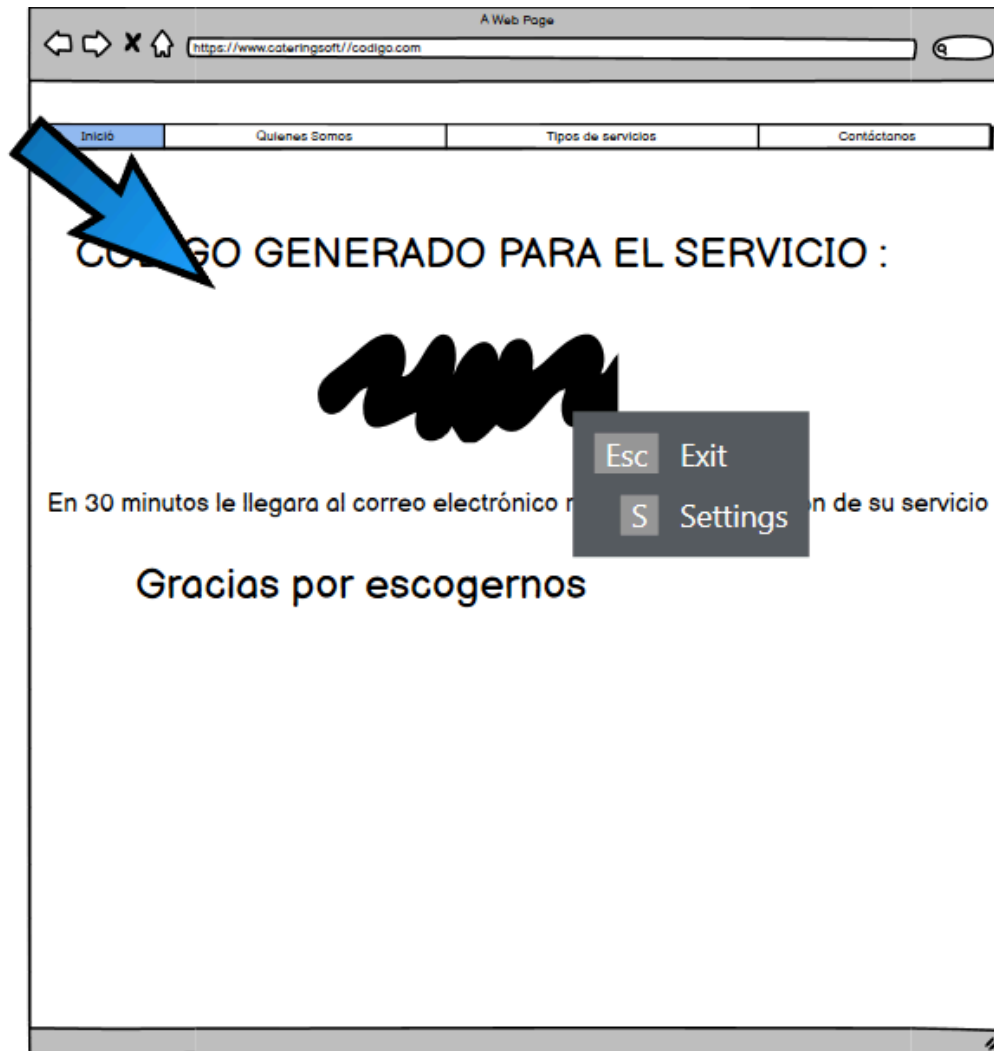 A Web Page
https://www.cateringsoft//codigo.com
Inició
Quienes Somos
Tipos de servicios
Contáctanos
GO GENERADO PARA EL SERVICIO :
Esc Exit
S Settings
En 30 minutos le llegara al correo electrónico de su servicio
Gracias por escogernos